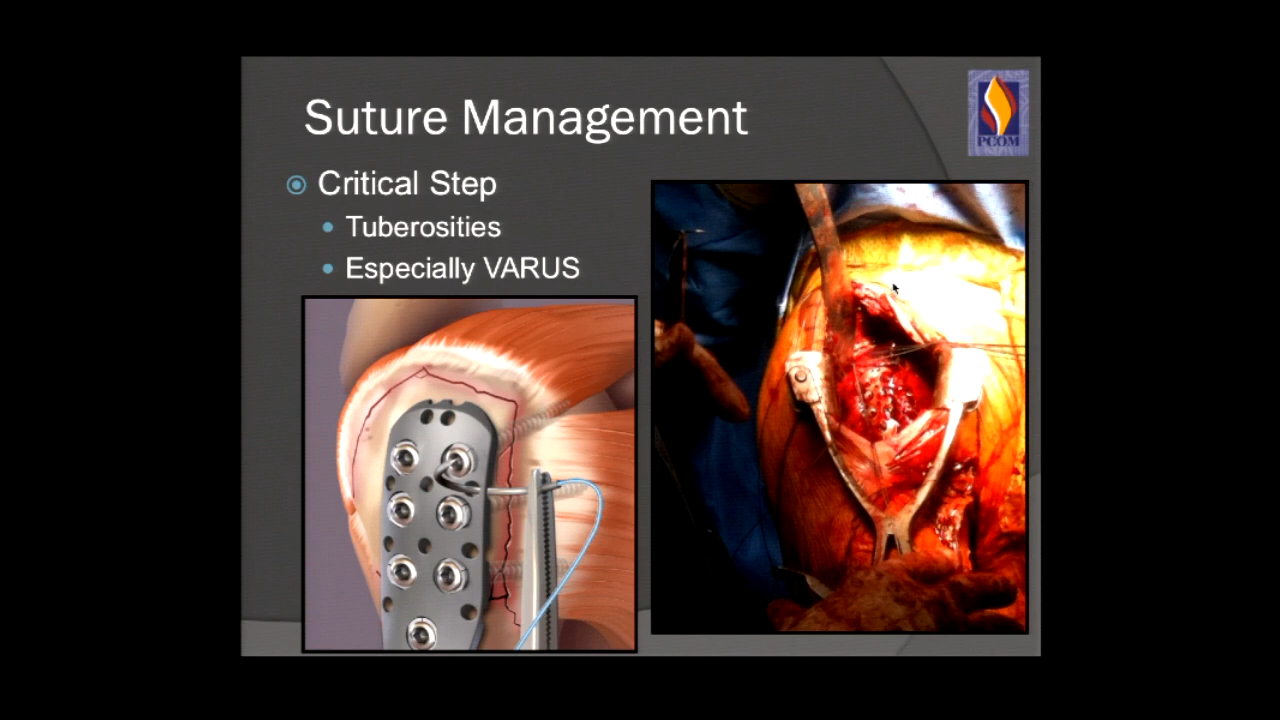 Suture Management
PCOM
Critical Step
Tuberosities
Especially VARUS